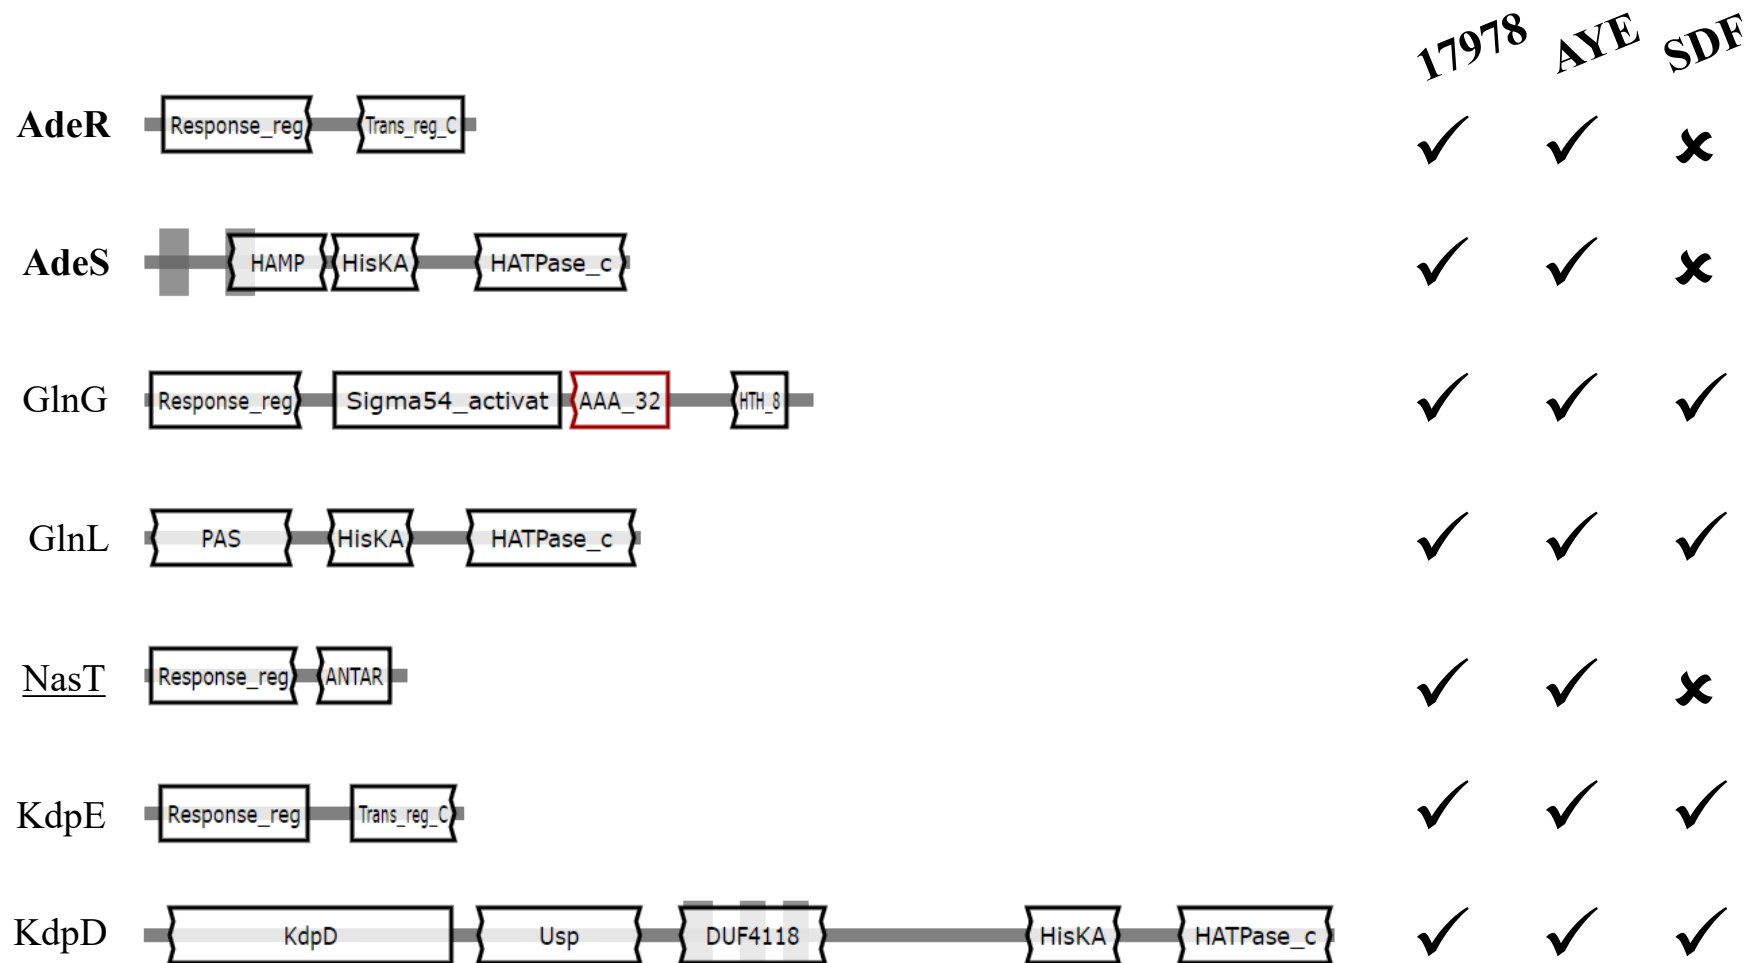 17978 AYE SDF
AdeR Response_reg Trans_reg_C ✓ ✓ ✘
AdeS HAMP HisKA HATPase_c ✓ ✓ ✘
GlnG Response_reg Sigma54_activat AAA_32 HTH_8 ✓ ✓ ✓
GlnL PAS HisKA HATPase_c ✓ ✓ ✓
NasT Response_reg ANTAR ✓ ✓ ✘
KdpE Response_reg Trans_reg_C ✓ ✓ ✓
KdpD KdpD Usp DUF4118 HisKA HATPase_c ✓ ✓ ✓